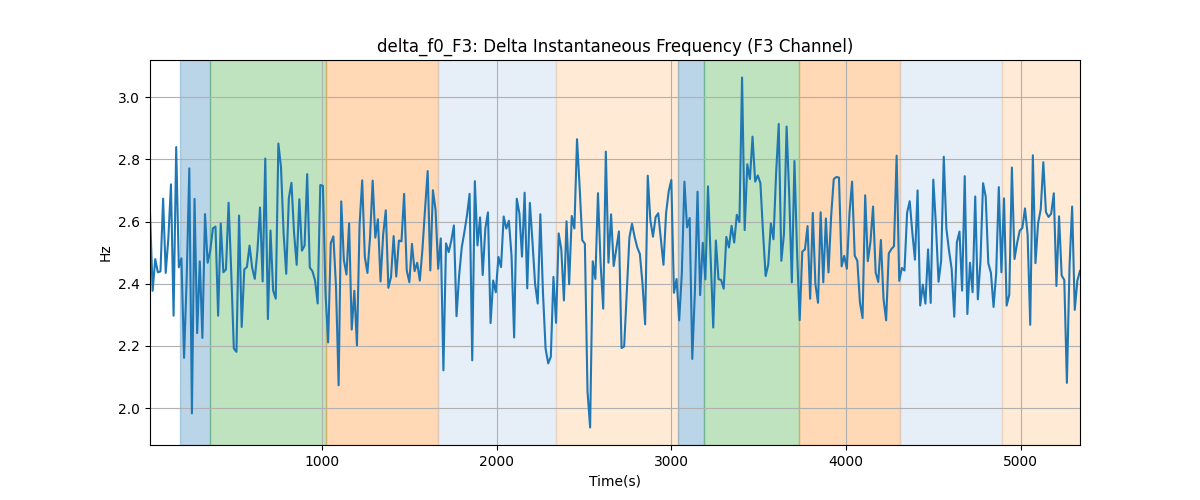 delta_f0_F3: Delta Instantaneous Frequency (F3 Channel)
3.0
2.8
2.6
2.4
2.2
2.0
Hz
1000 2000 3000 4000 5000
Time(s)